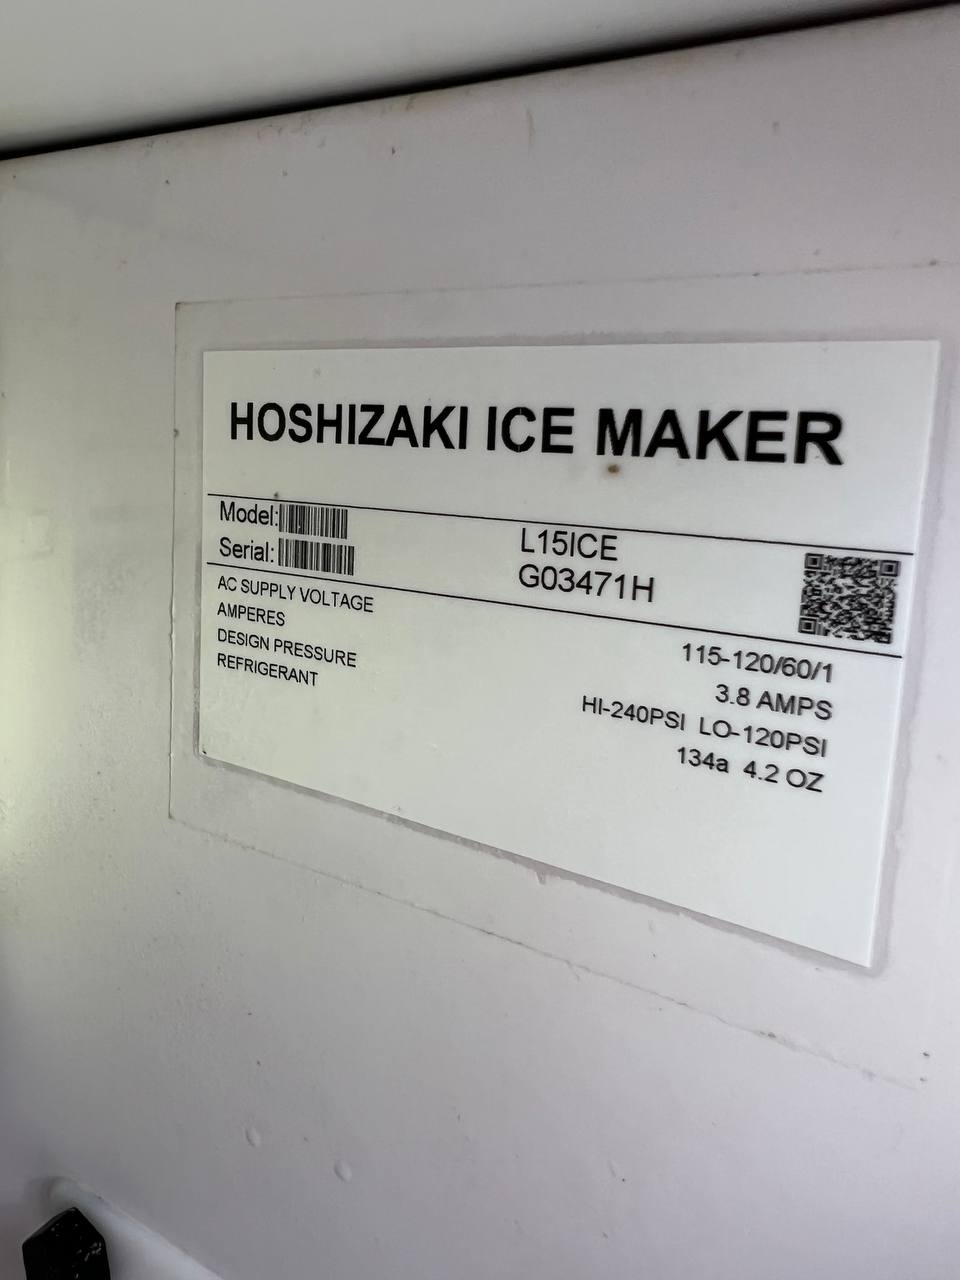 HOSHIZAKI ICE MAKER
Model: L15ICE
Serial: G03471H
AC SUPPLY VOLTAGE 115-120/60/1
AMPERES 3.8 AMPS
DESIGN PRESSURE HI-240PSI LO-120PSI
REFRIGERANT 134a 4.2 OZ